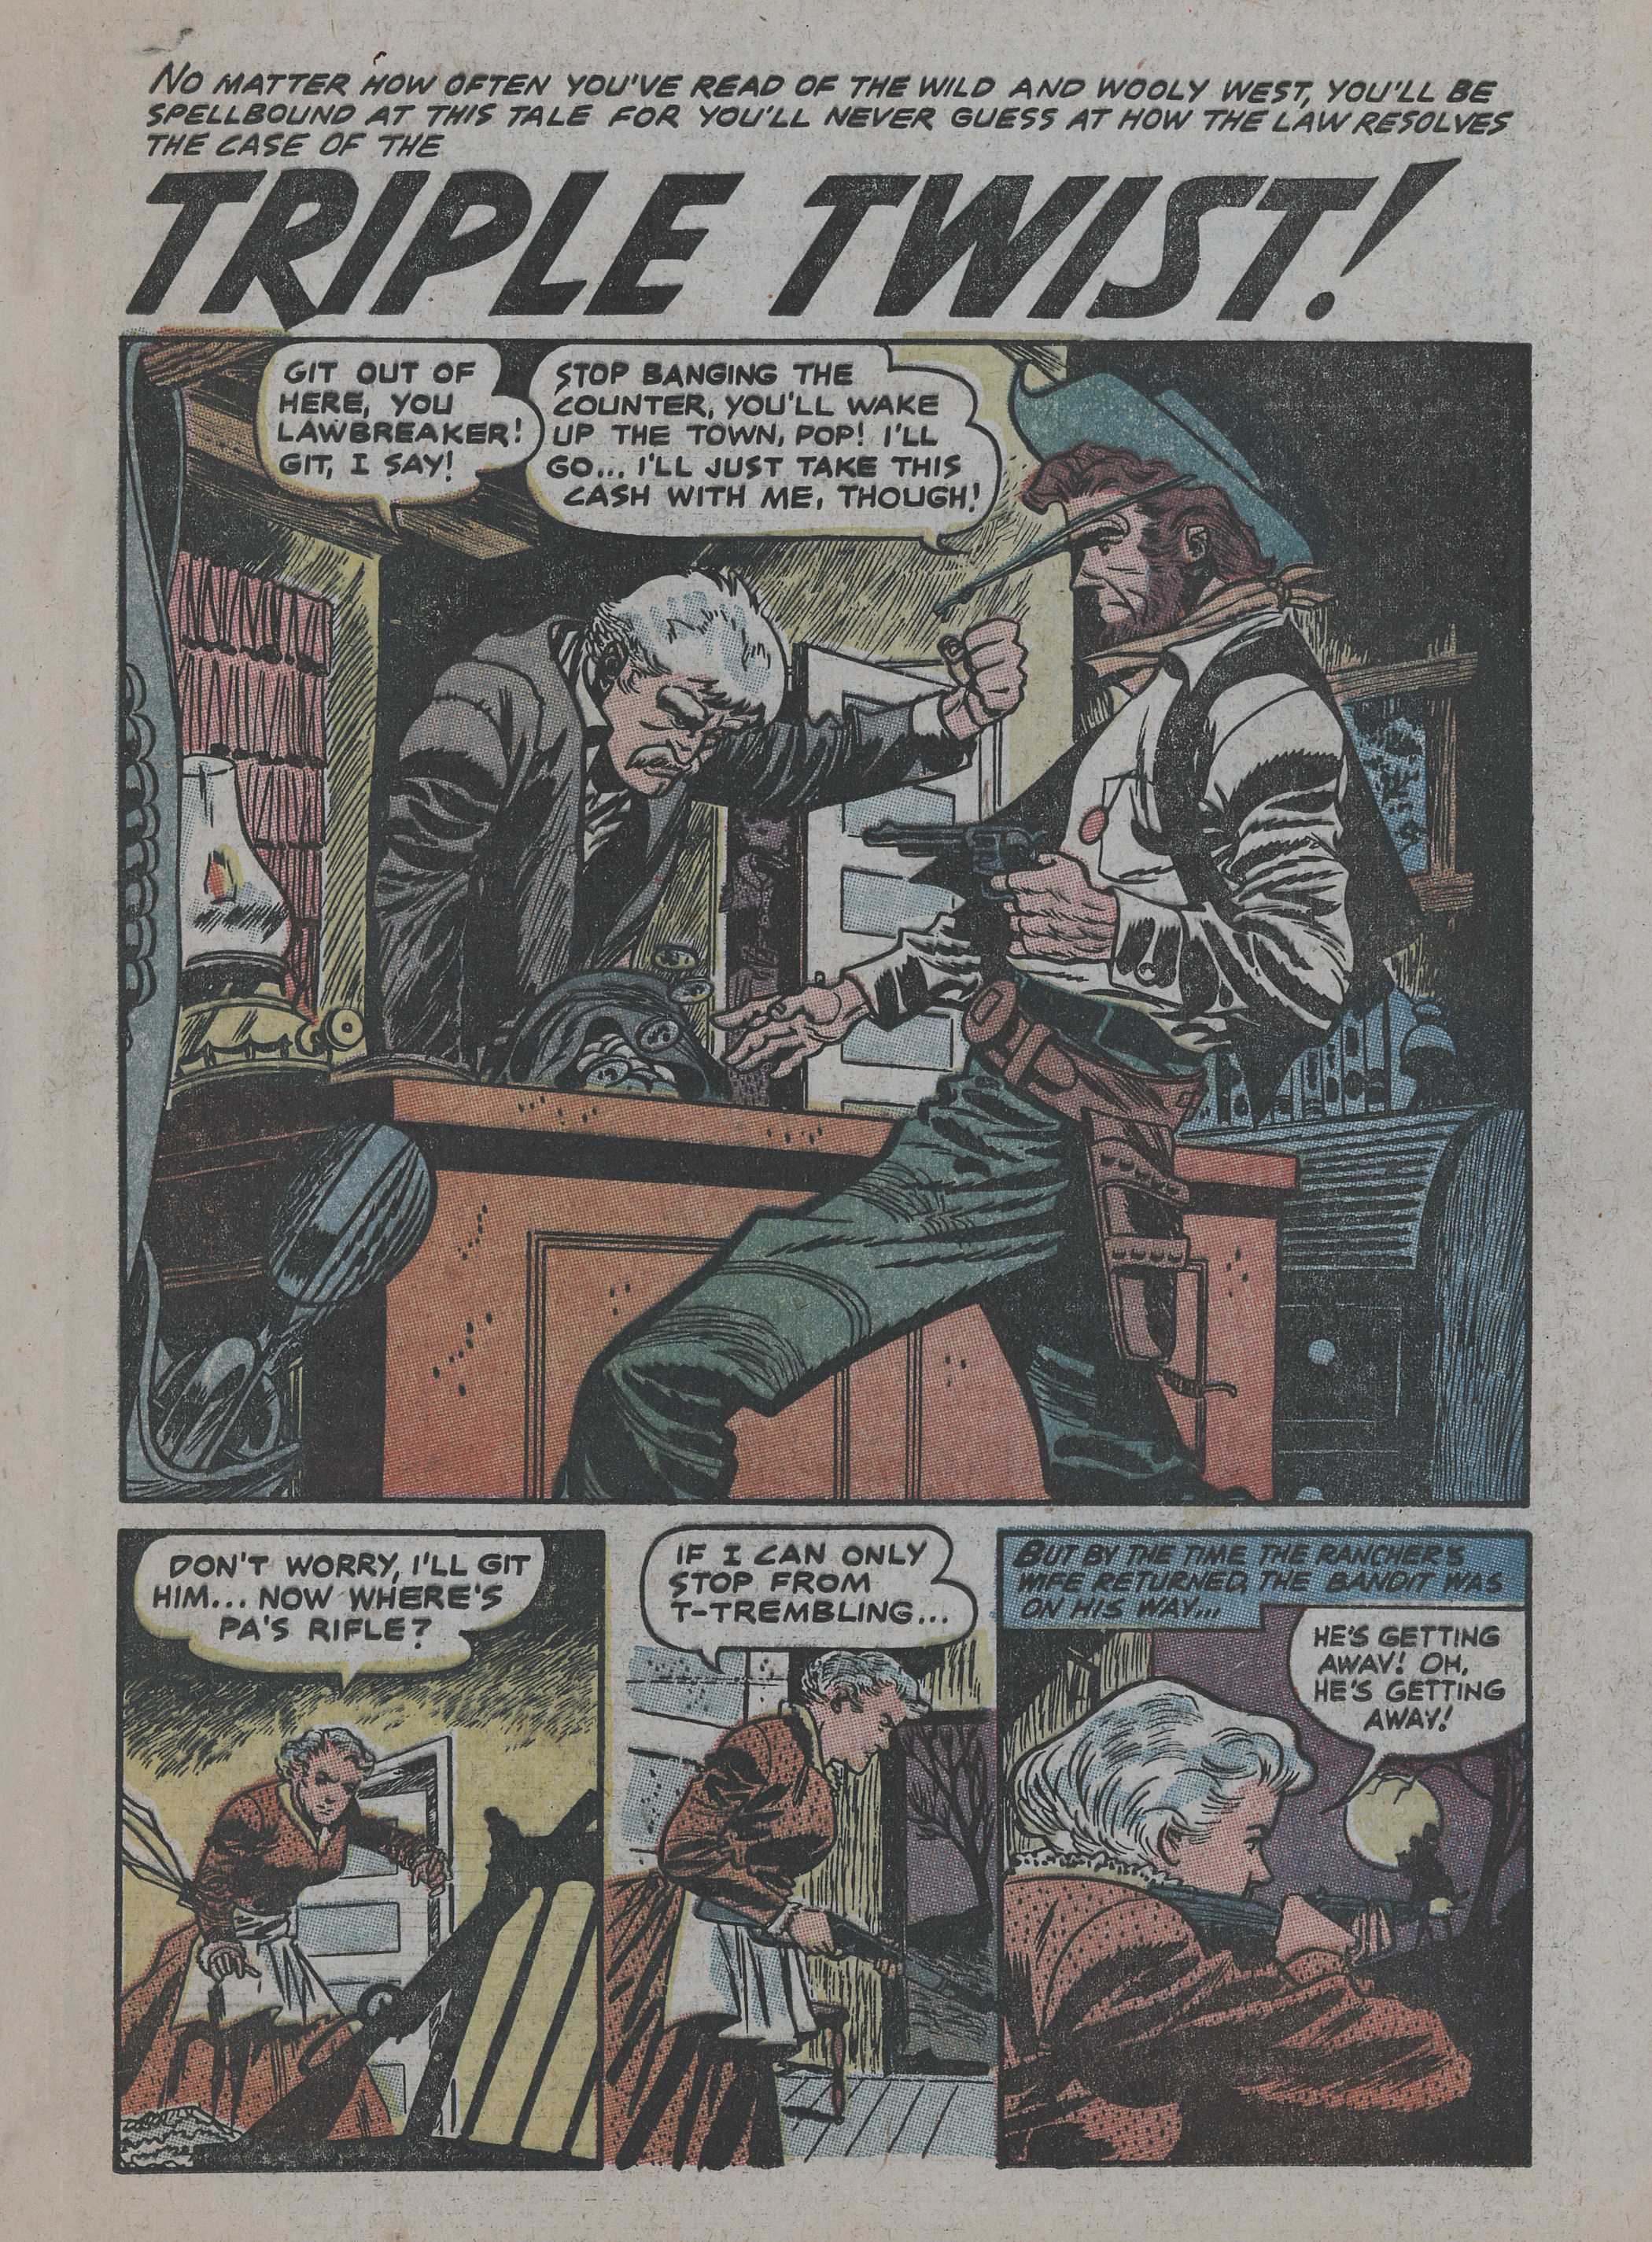 NO MATTER HOW OFTEN YOU'VE READ OF THE WILD AND WOOLY WEST, YOU'LL BE
SPELLBOUND AT THIS TALE FOR YOU'LL NEVER GUESS AT HOW THE LAW RESOLVES
THE CASE OF THE
TRIPLE TWIST!
GIT OUT OF
HERE, YOU
LAWBREAKER!
GIT, I SAY!
STOP BANGING THE
COUNTER, YOU'LL WAKE
UP THE TOWN, POP! I'LL
GO... I'LL JUST TAKE THIS
CASH WITH ME, THOUGH!
DON'T WORRY, I'LL GIT
HIM... NOW WHERE'S
PA'S RIFLE?
IF I CAN ONLY
STOP FROM
T-TREMBLING...
BUT BY THE TIME THE RANCHER'S
WIFE RETURNED, THE BANDIT WAS
ON HIS WAY...
HE'S GETTING
AWAY! OH,
HE'S GETTING
AWAY!